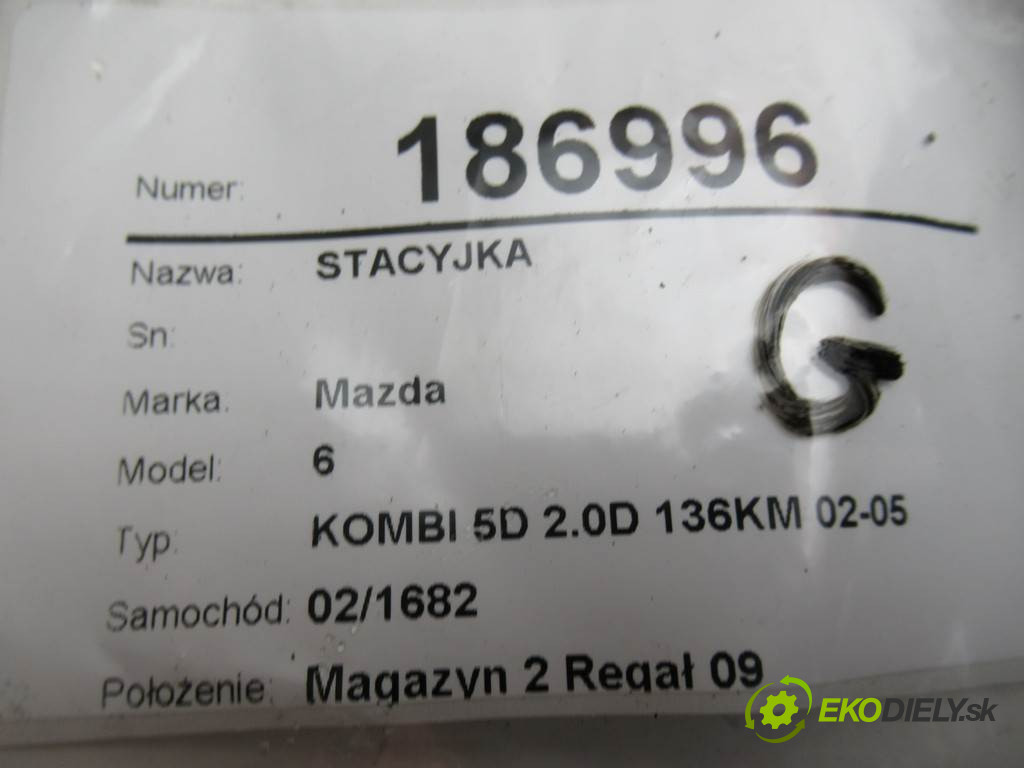 Numer: 186996
Nazwa: STACYJKA
Sn:
G
Marka: Mazda
Model: 6
Typ: KOMBI 5D 2.0D 136KM 02-05
Samochód: 02/1682
Położenie: Magazyn 2 Regał 09
EKODIELY.sk